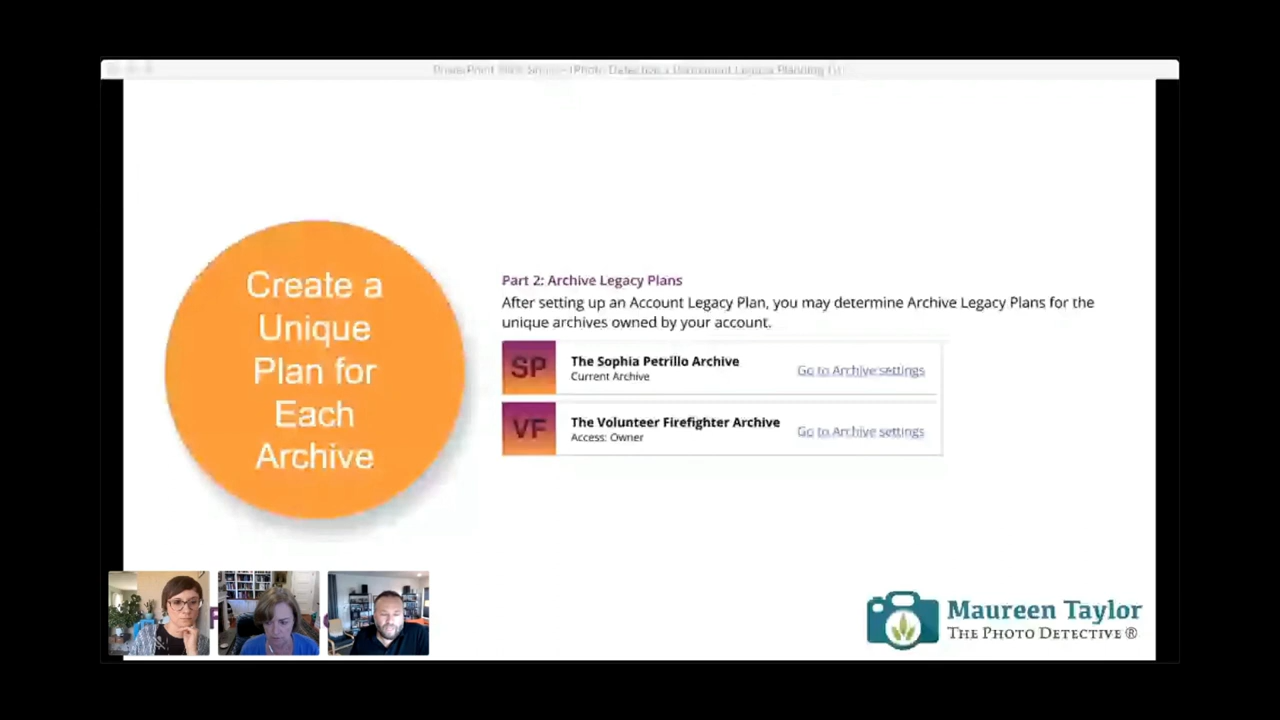 Create a
Unique
Plan for
Each
Archive
Part 2: Archive Legacy Plans
After setting up an Account Legacy Plan, you may determine Archive Legacy Plans for the
unique archives owned by your account.
SP
The Sophia Petrillo Archive
Current Archive
Go to Archive settings
VF
The Volunteer Firefighter Archive
Access: Owner
Go to Archive settings
Maureen Taylor
The Photo Detective ®